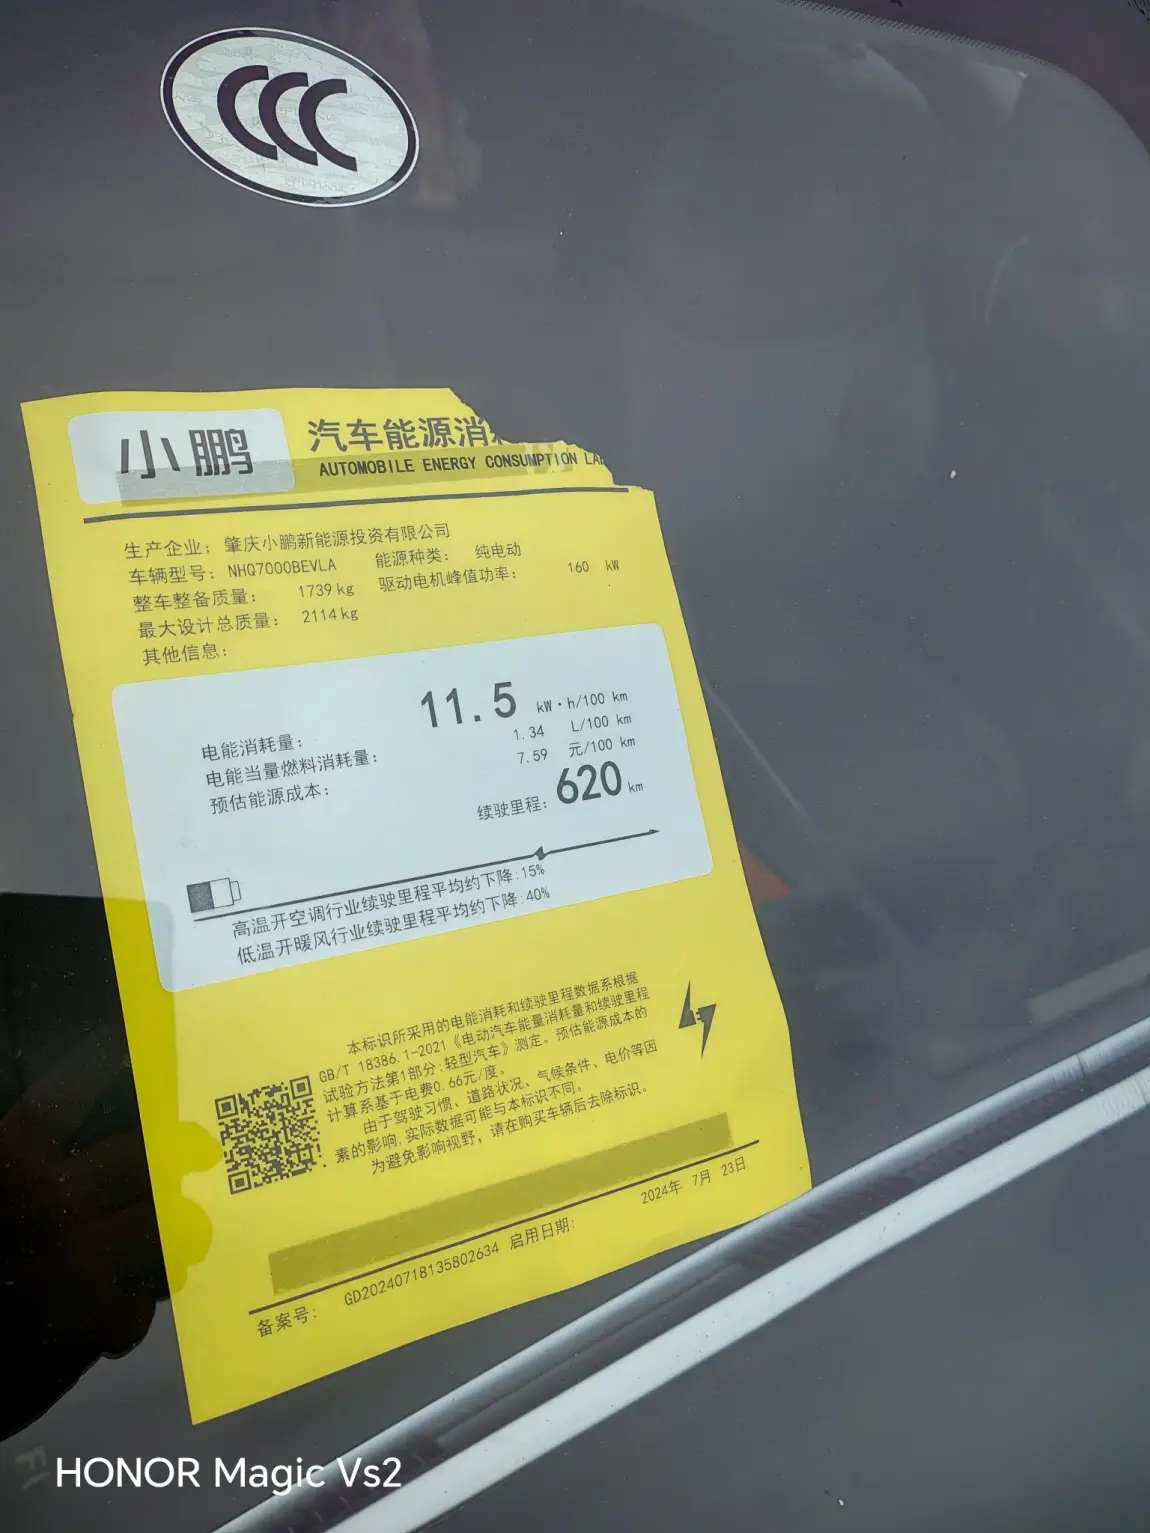 CCC
小鹏
汽车能源消
AUTOMOBILE ENERGY CONSUMPTION LA
生产企业：肇庆小鹏新能源投资有限公司
车辆型号：NHQ7000BEVLA 能源种类： 纯电动
整车整备质量： 1739 kg 驱动电机峰值功率： 160 kW
最大设计总质量： 2114 kg
其他信息：
电能消耗量： 11.5 kW·h/100 km
电能当量燃料消耗量： 1.34 L/100 km
预估能源成本： 7.59 元/100 km
续驶里程：620 km
高温开空调行业续驶里程平均约下降:15%
低温开暖风行业续驶里程平均约下降:40%
本标识所采用的电能消耗和续驶里程数据系根据
GB/T 18386.1-2021《电动汽车能量消耗量和续驶里程
试验方法第1部分:轻型汽车》测定。预估能源成本的
计算系基于电费0.66元/度。
由于驾驶习惯、道路状况、气候条件、电价等因
素的影响,实际数据可能与本标识不同。
为避免影响视野，请在购买车辆后去除标识。
备案号： GD20240718135802634 启用日期: 2024年 7月 23日
HONOR Magic Vs2